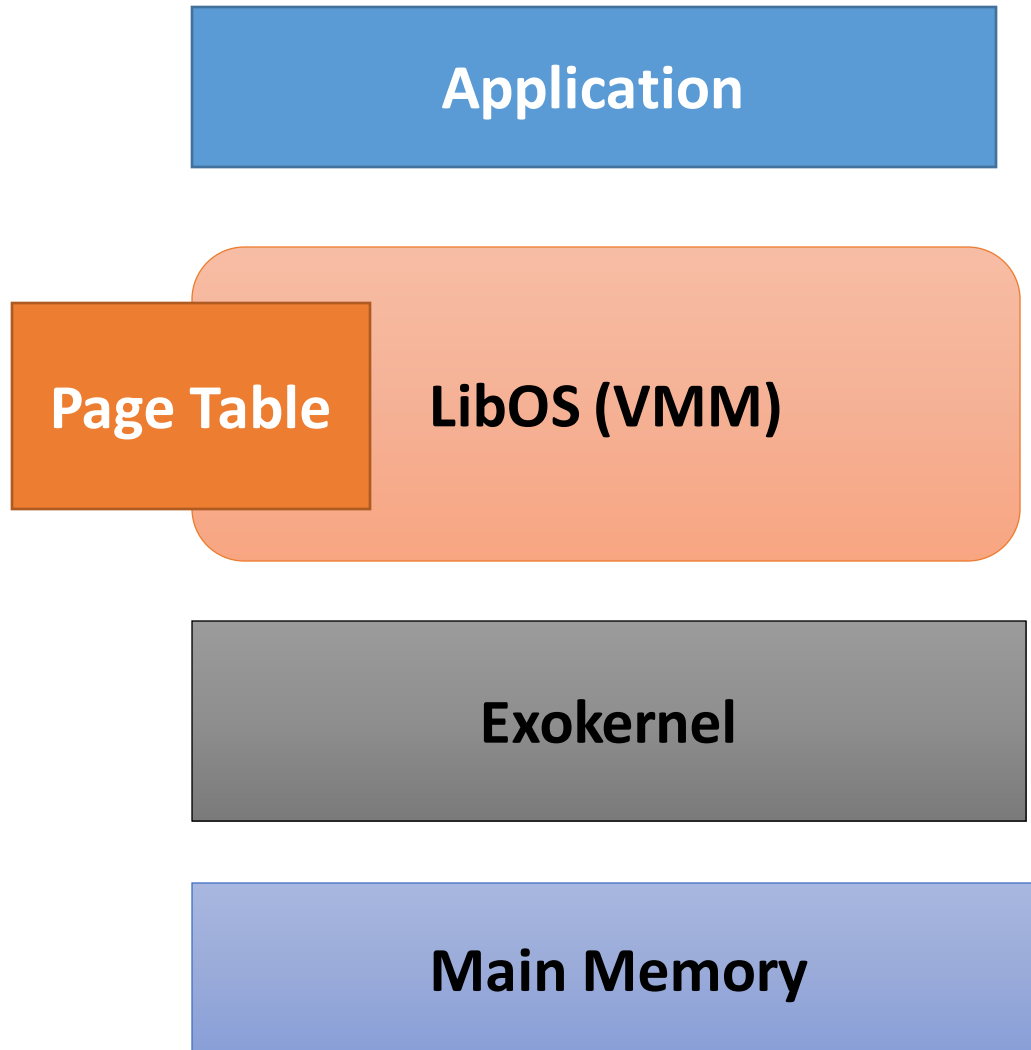 Application
Page Table
LibOS (VMM)
Exokernel
Main Memory